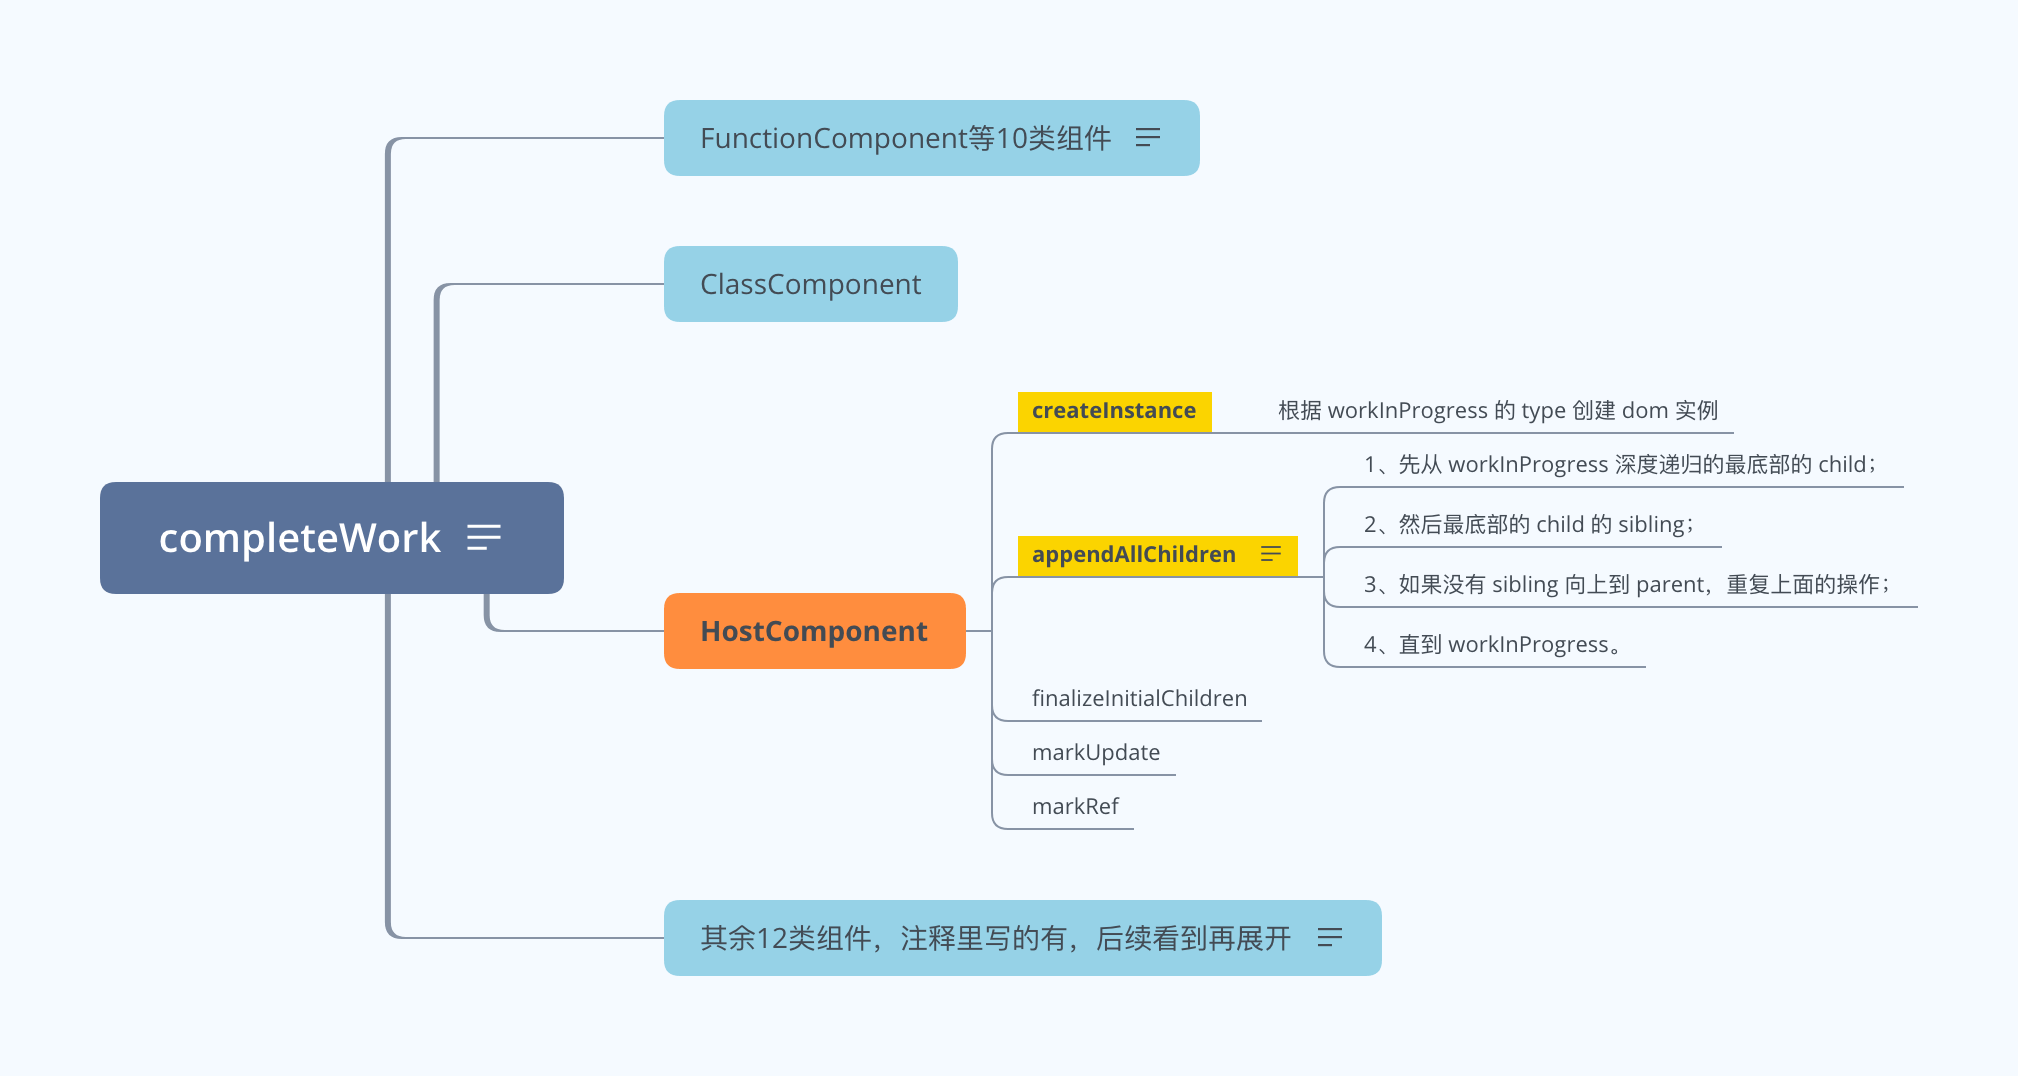 FunctionComponent等10类组件
ClassComponent
completeWork
HostComponent
createInstance
根据 workInProgress 的 type 创建 dom 实例
appendAllChildren
1、先从 workInProgress 深度递归的最底部的 child；
2、然后最底部的 child 的 sibling；
3、如果没有 sibling 向上到 parent，重复上面的操作；
4、直到 workInProgress。
finalizeInitialChildren
markUpdate
markRef
其余12类组件，注释里写的有，后续看到再展开